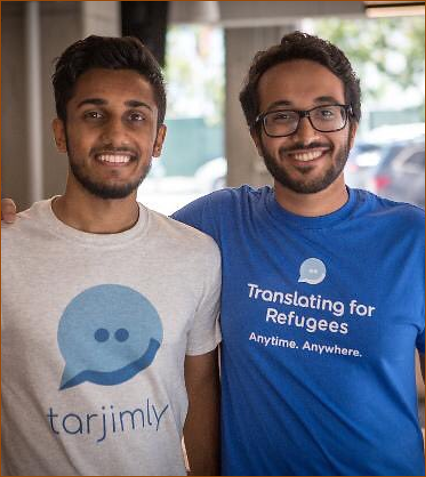 tarjimly
Translating for
Refugees
Anytime. Anywhere.